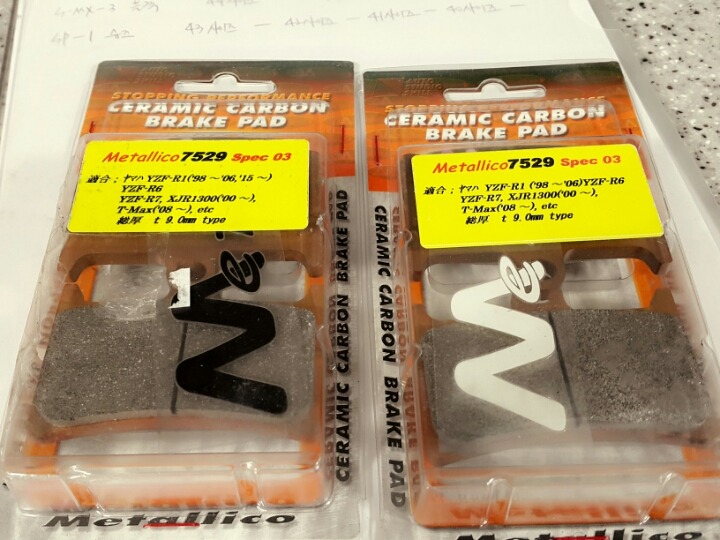 43
STOPPING PERFORMANCE
CERAMIC CARBON
BRAKE PAD
Metallico7529 Spec 03
適合；ヤマハ YZF-R1('98 ～'06,'15 ～)
YZF-R6
YZF-R7, XJR1300('00 ～),
T-Max('08 ～), etc
総厚 t 9.0mm type
CERAMIC CARBON BRAKE PAD
Metallico
STOPPING PERFORMANCE
CERAMIC CARBON
BRAKE PAD
Metallico7529 Spec 03
適合；ヤマハ YZF-R1 ('98 ～'06)YZF-R6
YZF-R7, XJR1300('00 ～),
T-Max('08 ～), etc
総厚 t 9.0mm type
CERAMIC CARBON BRAKE PAD
Metallico